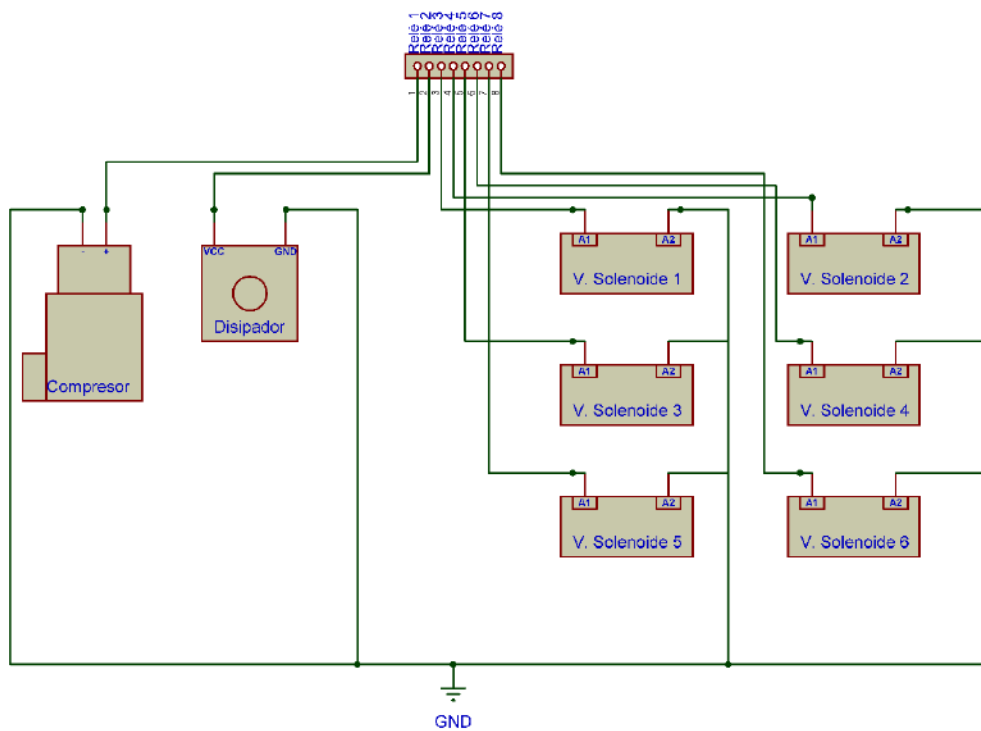 Relé 1
Relé 2
Relé 3
Relé 4
Relé 5
Relé 6
Relé 7
Relé 8
1
2
3
4
5
6
7
8
- +
VCC GND
A1 A2
A1 A2
V. Solenoide 1
V. Solenoide 2
Disipador
A1 A2
A1 A2
Compresor
V. Solenoide 3
V. Solenoide 4
A1 A2
A1 A2
V. Solenoide 5
V. Solenoide 6
GND